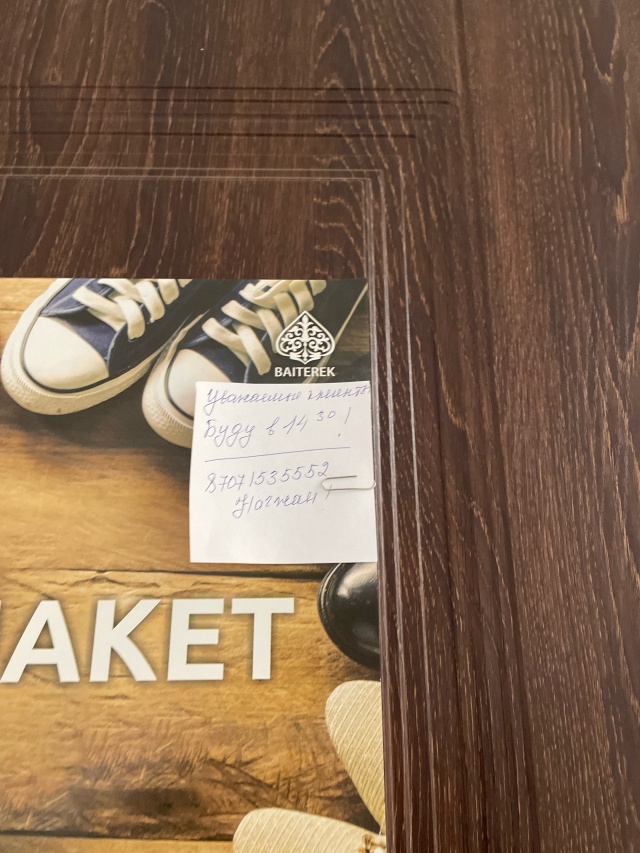 BAITEREK
Уважаемые клиенты
Буду в 14 30!
87071535552
АКЕТ